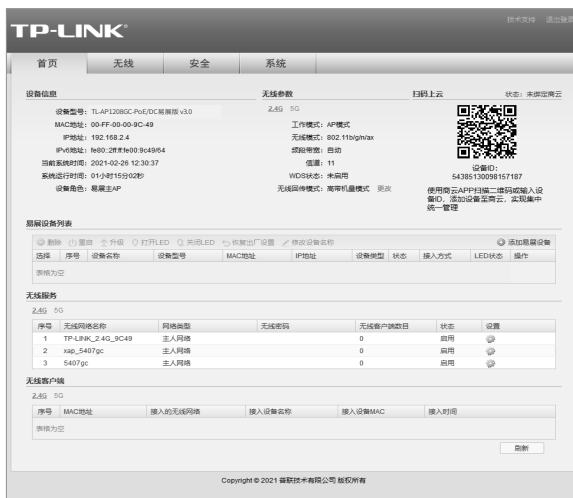 技术支持 退出登录
TP-LINK®
首页 无线 安全 系统
设备信息 无线参数 扫码上云 状态：未绑定商云
设备型号：TL-AP1208GC-PoE/DC易展版 v3.0
MAC地址：00-FF-00-00-9C-49
IP地址：192.168.2.4
IPv6地址：fe80::2ff:ff:fe00:9c49/64
当前系统时间：2021-02-26 12:30:37
系统运行时间：01小时15分02秒
设备角色：易展主AP
2.4G 5G
工作模式：AP模式
无线模式：802.11b/g/n/ax
频段带宽：自动
信道：11
WDS状态：未启用
无线回传模式：高带机量模式 更改
设备ID：
54385130098157187
使用商云APP扫描二维码或输入设
备ID，添加设备至商云，实现集中
统一管理
易展设备列表
删除 重启 升级 打开LED 关闭LED 恢复出厂设置 修改设备名称 添加易展设备
选择 序号 设备名称 设备型号 MAC地址 IP地址 设备类型 状态 接入方式 LED状态 操作
表格为空
无线服务
2.4G 5G
序号 无线网络名称 网络类型 无线密码 无线客户端数目 状态 设置
1 TP-LINK_2.4G_9C49 主人网络 0 启用
2 xap_5407gc 主人网络 0 启用
3 5407gc 主人网络 0 启用
无线客户端
2.4G 5G
序号 MAC地址 接入的无线网络 接入设备名称 接入设备MAC 接入时间
表格为空
刷新
Copyright © 2021 普联技术有限公司 版权所有